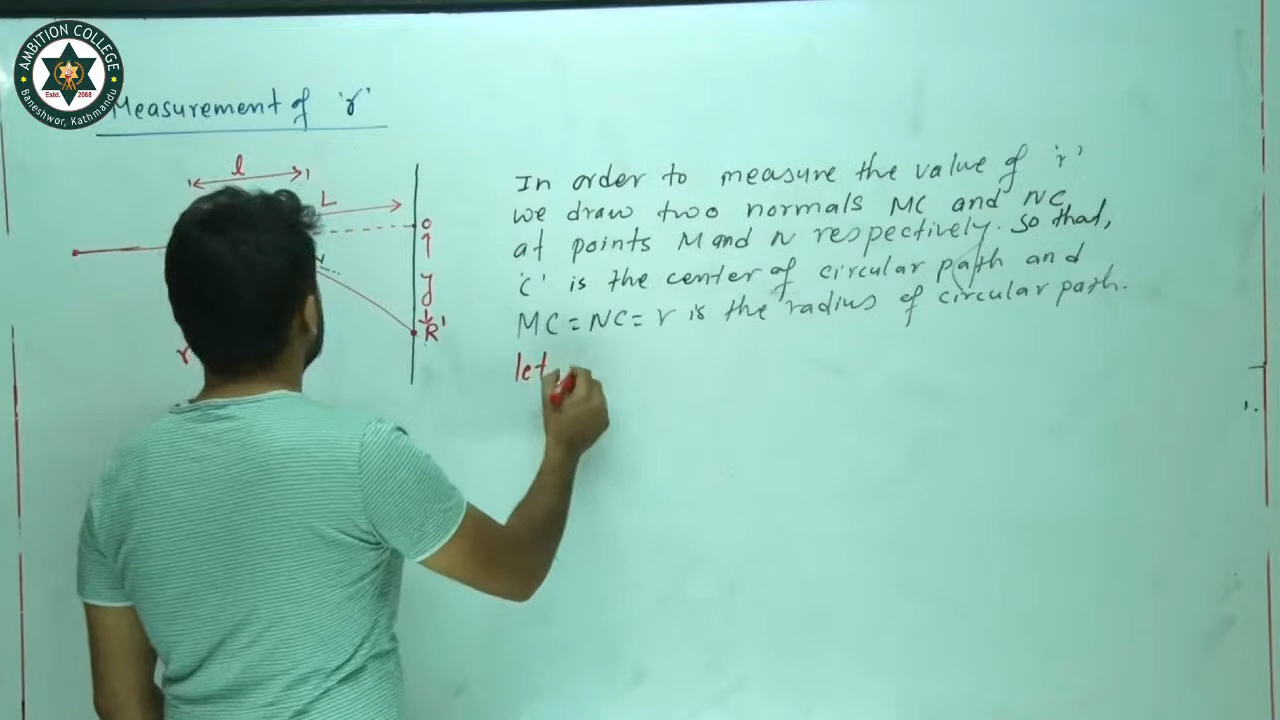 AMBITION COLLEGE
Estd. 2068
Baneshwor, Kathmandu
Measurement of 'r'
l
L
O
y
R'
r
In order to measure the value of 'r'
we draw two normals MC and NC
at points M and N respectively. So that,
'C' is the center of circular path and
MC = NC = r is the radius of circular path.
let